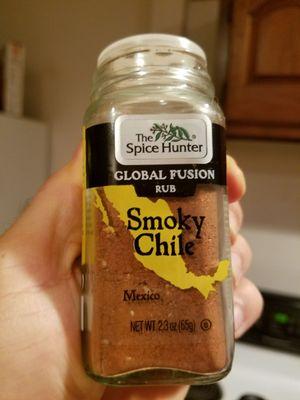 The
Spice Hunter
GLOBAL FUSION
RUB
Smoky
Chile
Mexico
NET WT 2.3 oz (65g)